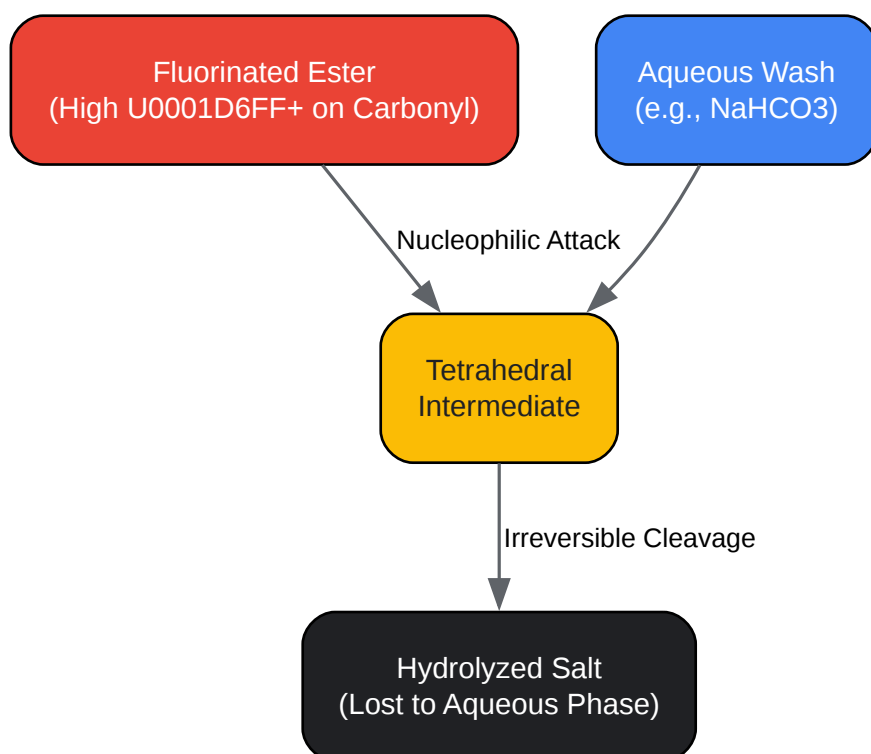 Fluorinated Ester
(High U0001D6FF+ on Carbonyl)
Aqueous Wash
(e.g., NaHCO3)
Nucleophilic Attack
Tetrahedral
Intermediate
Irreversible Cleavage
Hydrolyzed Salt
(Lost to Aqueous Phase)